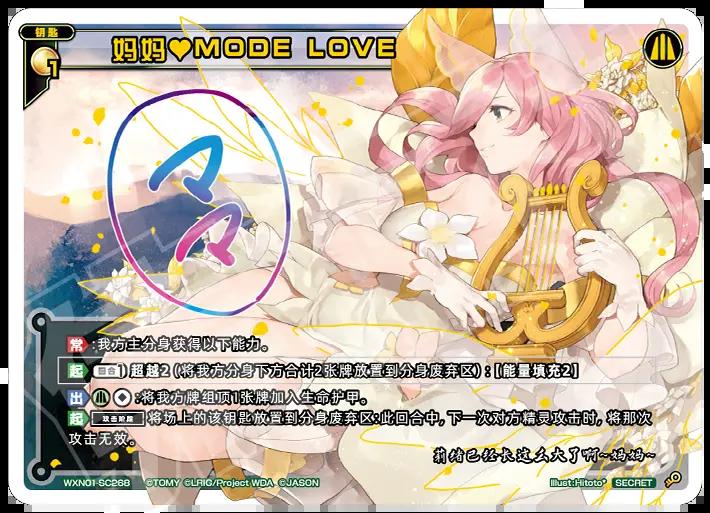 钥匙
妈妈♥MODE LOVE
1
ママ
常:我方主分身获得以下能力。
起 回合1 超越2(将我方分身下方合计2张牌放置到分身废弃区):【能量填充2】
出 :将我方牌组顶1张牌加入生命护甲。
起 攻击阶段 将场上的该钥匙放置到分身废弃区:此回合中,下一次对方精灵攻击时,将那次
攻击无效。
莉绪已经长这么大了啊~妈妈~
WXN01-SC268 ©TOMY ©LRIG/Project WDA ©JASON Illust:Hitoto* SECRET